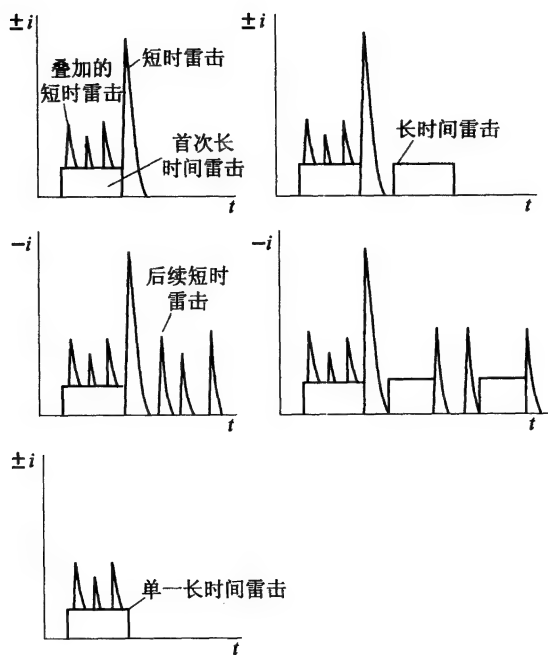 ±i
叠加的
短时雷击
短时雷击
首次长
时间雷击
t
±i
长时间雷击
t
−i
后续短时
雷击
t
−i
t
±i
单一长时间雷击
t